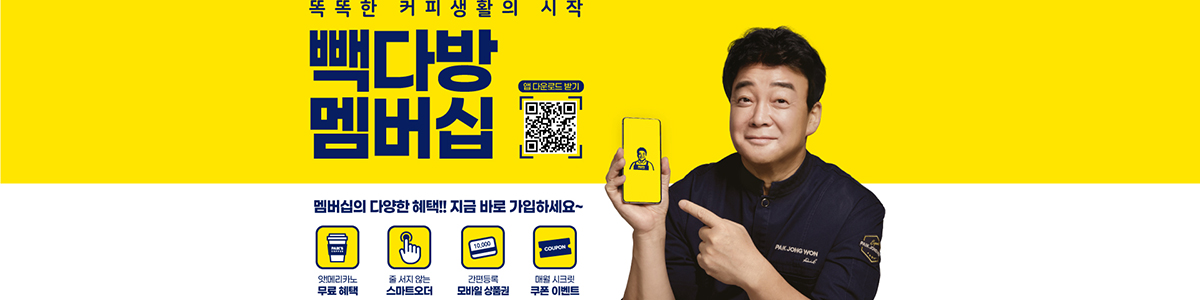 똑똑한 커피생활의 시작
빽다방
멤버십
앱 다운로드 받기
멤버십의 다양한 혜택!! 지금 바로 가입하세요~
PAIK'S
앗!메리카노
무료 혜택
줄 서지 않는
스마트오더
10,000
간편등록
모바일 상품권
COUPON
매월 시크릿
쿠폰 이벤트
PAIK JONG WON